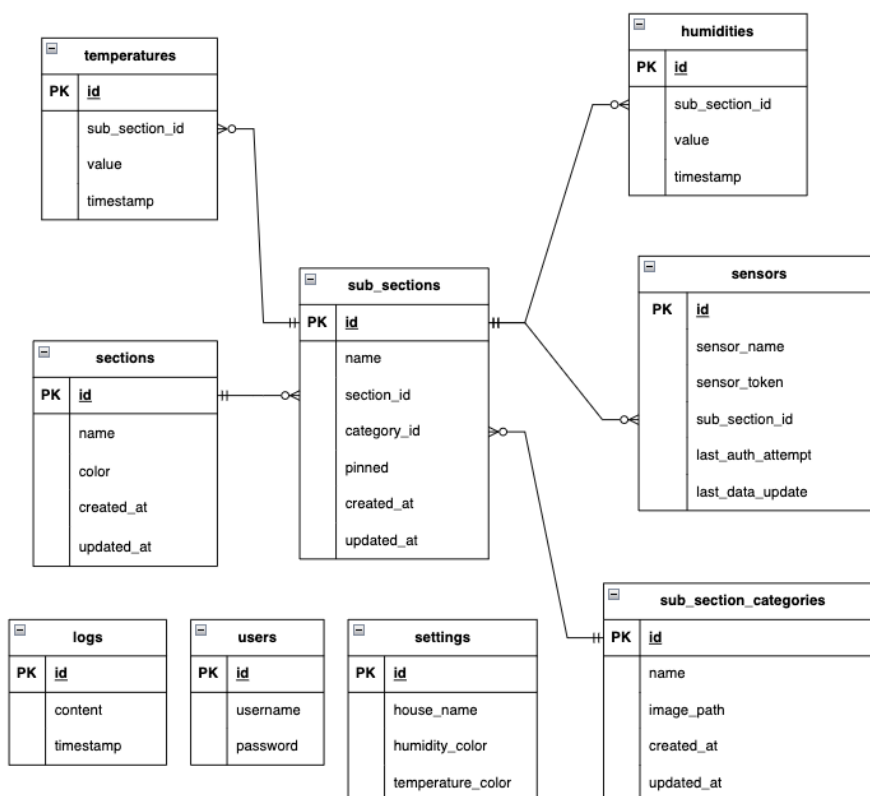 temperatures
PK id
sub_section_id
value
timestamp
humidities
PK id
sub_section_id
value
timestamp
sub_sections
PK id
name
section_id
category_id
pinned
created_at
updated_at
sensors
PK id
sensor_name
sensor_token
sub_section_id
last_auth_attempt
last_data_update
sections
PK id
name
color
created_at
updated_at
logs
PK id
content
timestamp
users
PK id
username
password
settings
PK id
house_name
humidity_color
temperature_color
sub_section_categories
PK id
name
image_path
created_at
updated_at